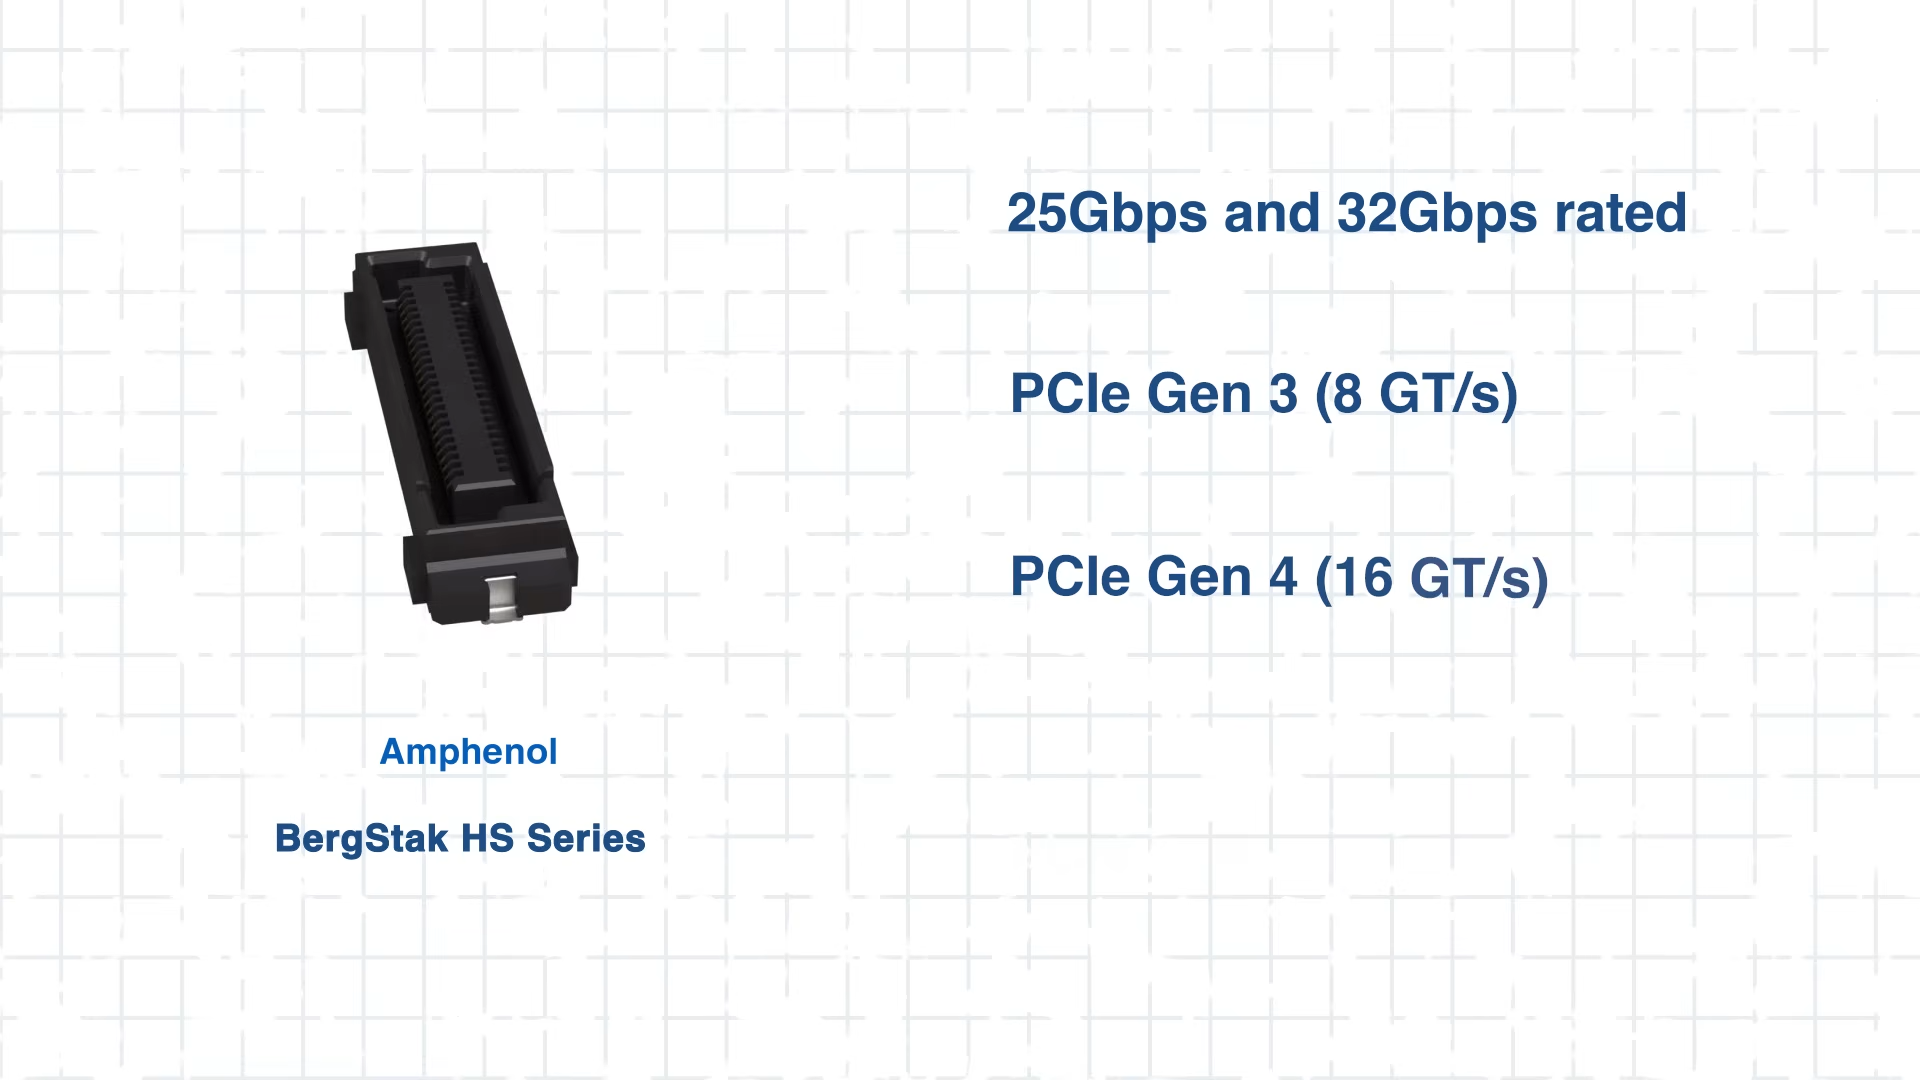 25Gbps and 32Gbps rated
PCIe Gen 3 (8 GT/s)
PCIe Gen 4 (16 GT/s)
Amphenol
BergStak HS Series